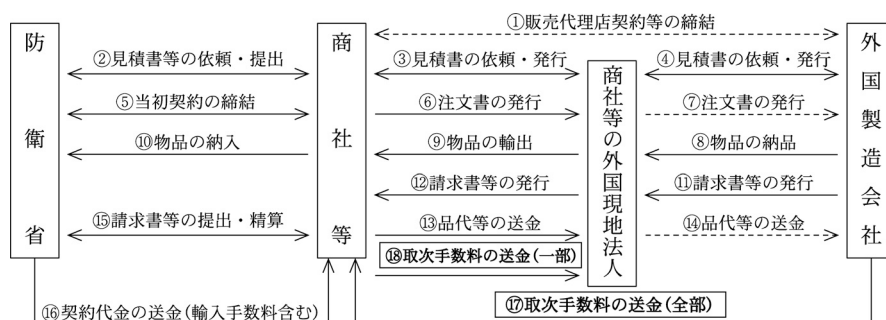 ①販売代理店契約等の締結
防衛省
商社等
商社等の外国現地法人
外国製造会社
②見積書等の依頼・提出
③見積書の依頼・発行
④見積書の依頼・発行
⑤当初契約の締結
⑥注文書の発行
⑦注文書の発行
⑩物品の納入
⑨物品の輸出
⑧物品の納品
⑫請求書等の発行
⑪請求書等の発行
⑮請求書等の提出・精算
⑬品代等の送金
⑭品代等の送金
⑱取次手数料の送金(一部)
⑰取次手数料の送金(全部)
⑯契約代金の送金(輸入手数料含む)